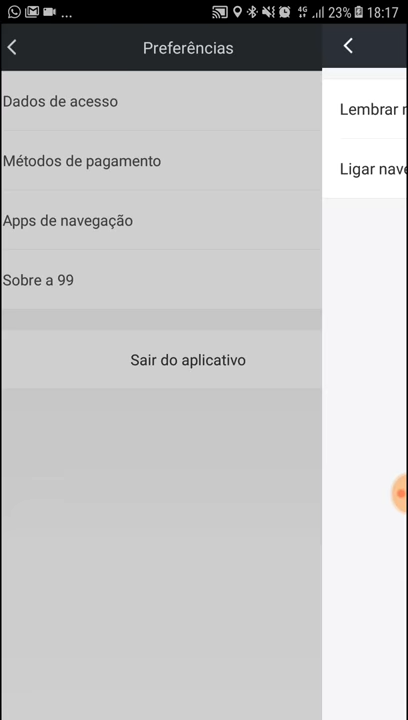 4G 23% 18:17
Preferências
Dados de acesso
Métodos de pagamento
Apps de navegação
Sobre a 99
Sair do aplicativo
Lembrar
Ligar